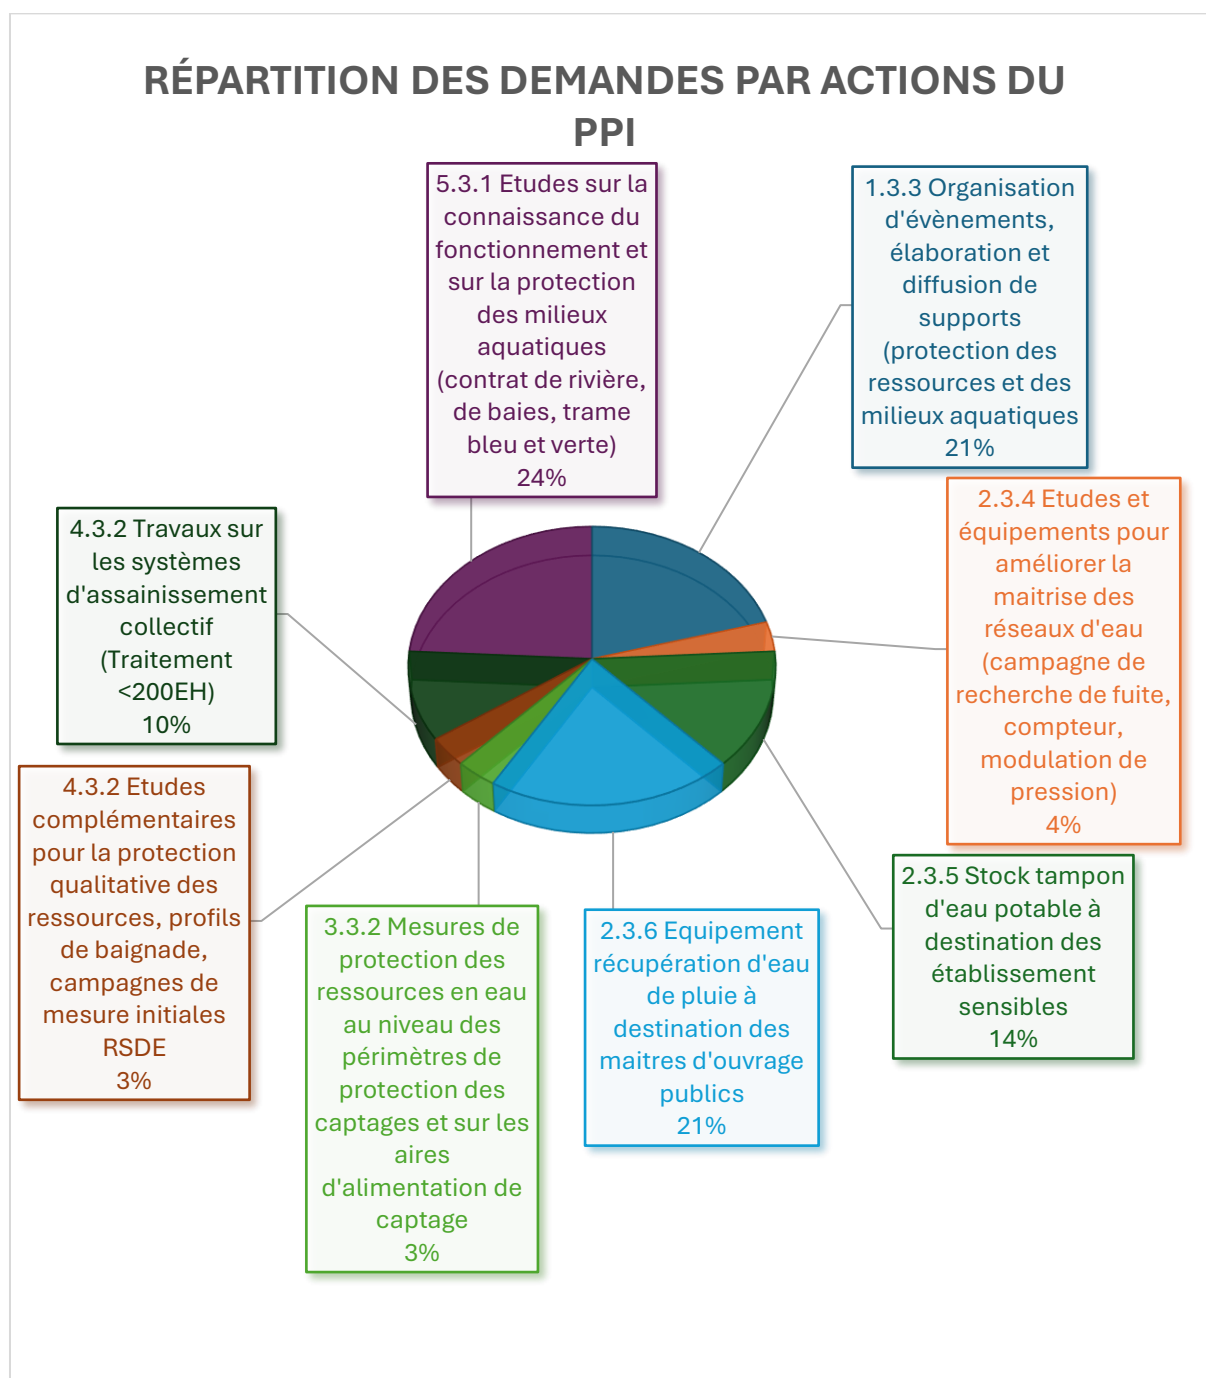 RÉPARTITION DES DEMANDES PAR ACTIONS DU
PPI
5.3.1 Etudes sur la
connaissance du
fonctionnement et
sur la protection
des milieux
aquatiques
(contrat de rivière,
de baies, trame
bleu et verte)
24%
1.3.3 Organisation
d'évènements,
élaboration et
diffusion de
supports
(protection des
ressources et des
milieux aquatiques
21%
2.3.4 Etudes et
équipements pour
améliorer la
maitrise des
réseaux d'eau
(campagne de
recherche de fuite,
compteur,
modulation de
pression)
4%
4.3.2 Travaux sur
les systèmes
d'assainissement
collectif
(Traitement
<200EH)
10%
4.3.2 Etudes
complémentaires
pour la protection
qualitative des
ressources, profils
de baignade,
campagnes de
mesure initiales
RSDE
3%
3.3.2 Mesures de
protection des
ressources en eau
au niveau des
périmètres de
protection des
captages et sur les
aires
d'alimentation de
captage
3%
2.3.6 Equipement
récupération d'eau
de pluie à
destination des
maitres d'ouvrage
publics
21%
2.3.5 Stock tampon
d'eau potable à
destination des
établissement
sensibles
14%